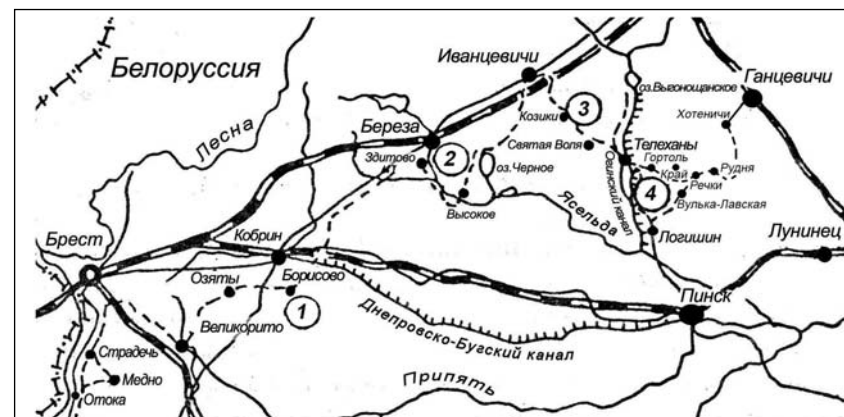 Белоруссия
Иванцевичи
оз.Выгонощанское
Ганцевичи
Лесна
Береза
Козики
3
Хотеничи
Здитово
2
Святая Воля
Телеханы
оз.Черное
Гортоль
Рудня
Край
Речки
Огинский канал
4
Вулька-Лавская
Высокое
Ясельда
Логишин
Лунинец
Брест
Кобрин
Борисово
Озяты
1
Пинск
Великорито
Днепровско-Бугский канал
Страдечь
Медно
Отока
Припять